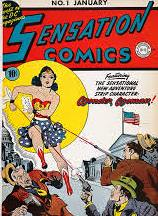 NO. 1 JANUARY
SENSATION
COMICS
10¢
Featuring
THE SENSATIONAL
NEW ADVENTURE
STRIP CHARACTER-
Wonder Woman!